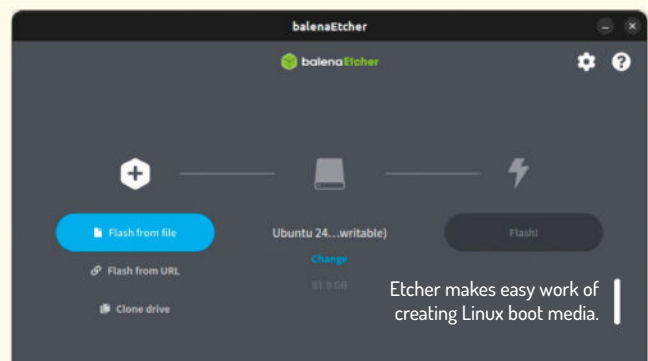 balenaEtcher
balenaEtcher
Flash from file
Ubuntu 24...writable)
Flash!
Flash from URL
Change
Clone drive
Etcher makes easy work of
creating Linux boot media.